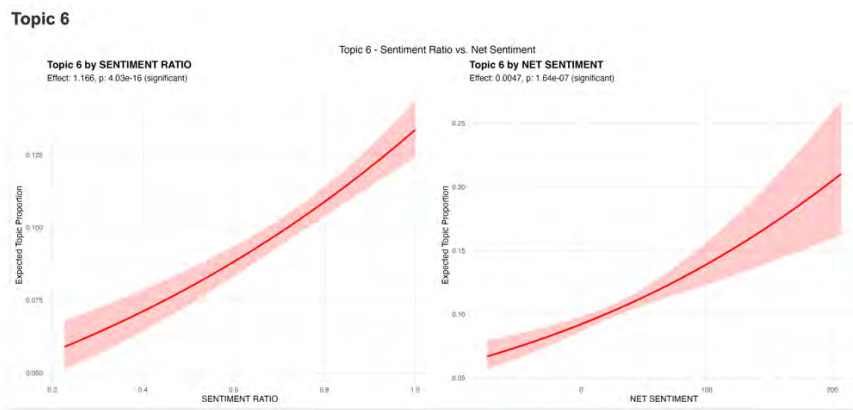 Topic 6
Topic 6 - Sentiment Ratio vs. Net Sentiment
Topic 6 by SENTIMENT RATIO
Effect: 1.166, p: 4.03e-16 (significant)
Expected Topic Proportion
0.125
0.100
0.075
0.050
0.2 0.4 0.6 0.8 1.0
SENTIMENT RATIO
Topic 6 by NET SENTIMENT
Effect: 0.0047, p: 1.64e-07 (significant)
Expected Topic Proportion
0.25
0.20
0.15
0.10
0.05
0 100 200
NET SENTIMENT